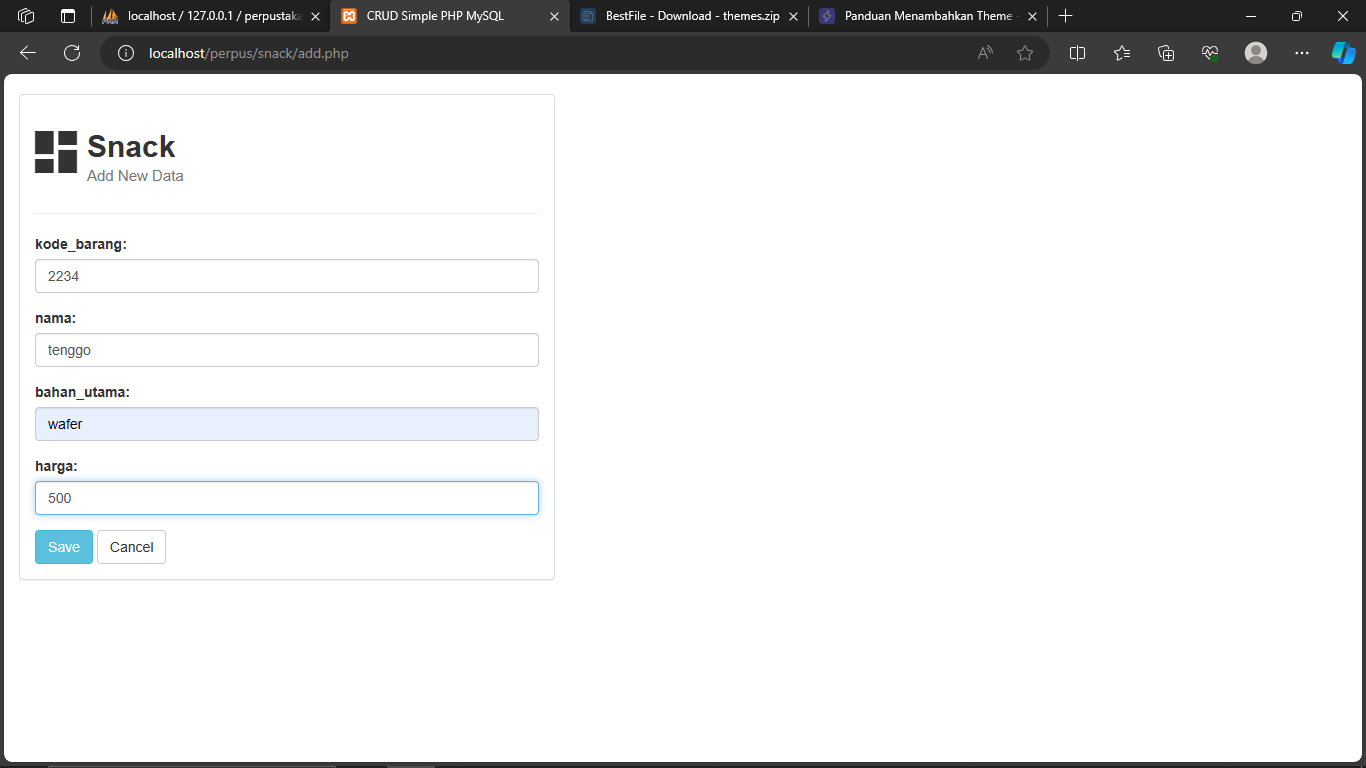 localhost / 127.0.0.1 / perpustaka
CRUD Simple PHP MySQL
BestFile - Download - themes.zip
Panduan Menambahkan Theme -
localhost/perpus/snack/add.php
Snack
Add New Data
kode_barang:
2234
nama:
tenggo
bahan_utama:
wafer
harga:
500
Save
Cancel